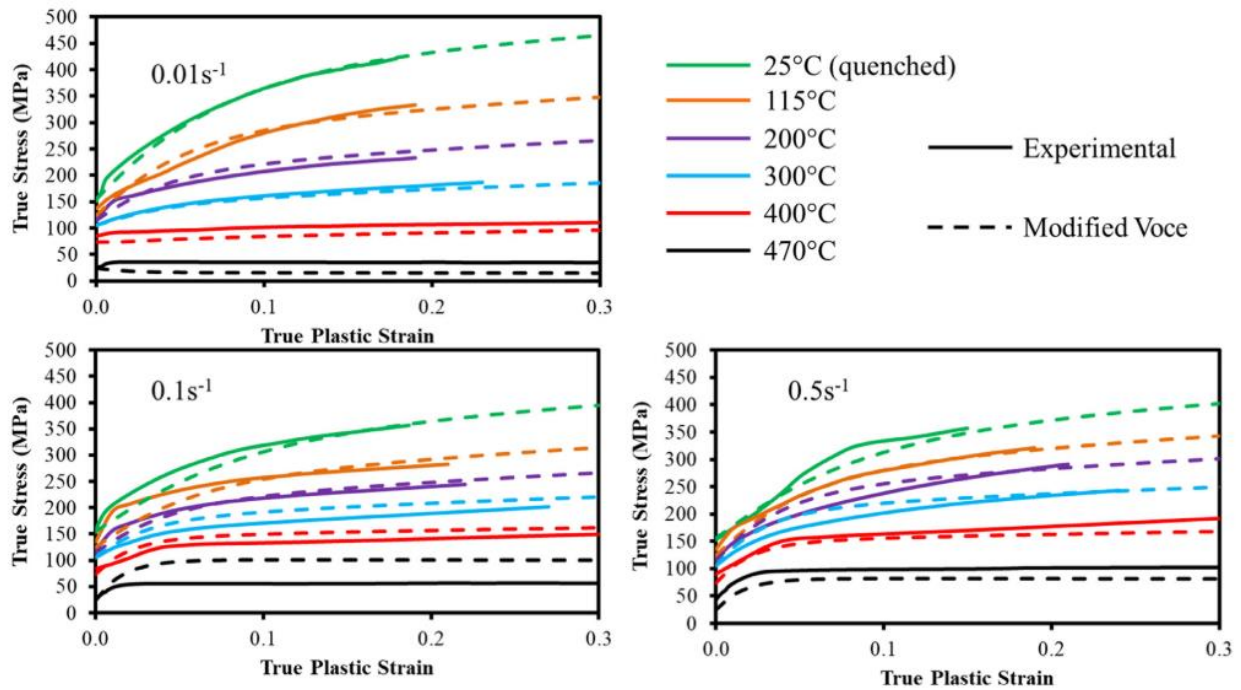 500
450
400
350
300
250
200
150
100
50
0
True Stress (MPa)
0.01s-1
0.0
0.1
0.2
0.3
True Plastic Strain
25°C (quenched)
115°C
200°C
300°C
400°C
470°C
Experimental
Modified Voce
500
450
400
350
300
250
200
150
100
50
0
True Stress (MPa)
0.1s-1
0.0
0.1
0.2
0.3
True Plastic Strain
500
450
400
350
300
250
200
150
100
50
0
True Stress (MPa)
0.5s-1
0.0
0.1
0.2
0.3
True Plastic Strain